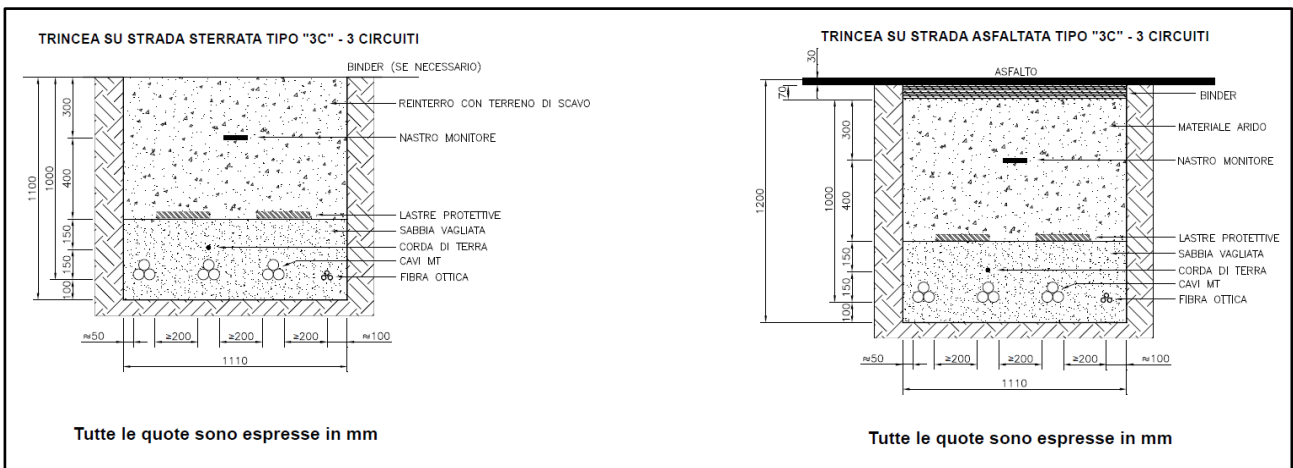 TRINCEA SU STRADA STERRATA TIPO "3C" - 3 CIRCUITI
BINDER (SE NECESSARIO)
REINTERRO CON TERRENO DI SCAVO
NASTRO MONITORE
LASTRE PROTETTIVE
SABBIA VAGLIATA
CORDA DI TERRA
CAVI MT
FIBRA OTTICA
1100
1000
300
400
150
150
100
≈50
≥200
≥200
≥200
≈100
1110
Tutte le quote sono espresse in mm
TRINCEA SU STRADA ASFALTATA TIPO "3C" - 3 CIRCUITI
30
ASFALTO
70
BINDER
MATERIALE ARIDO
NASTRO MONITORE
LASTRE PROTETTIVE
SABBIA VAGLIATA
CORDA DI TERRA
CAVI MT
FIBRA OTTICA
1200
1000
300
400
150
150
100
≈50
≥200
≥200
≥200
≈100
1110
Tutte le quote sono espresse in mm